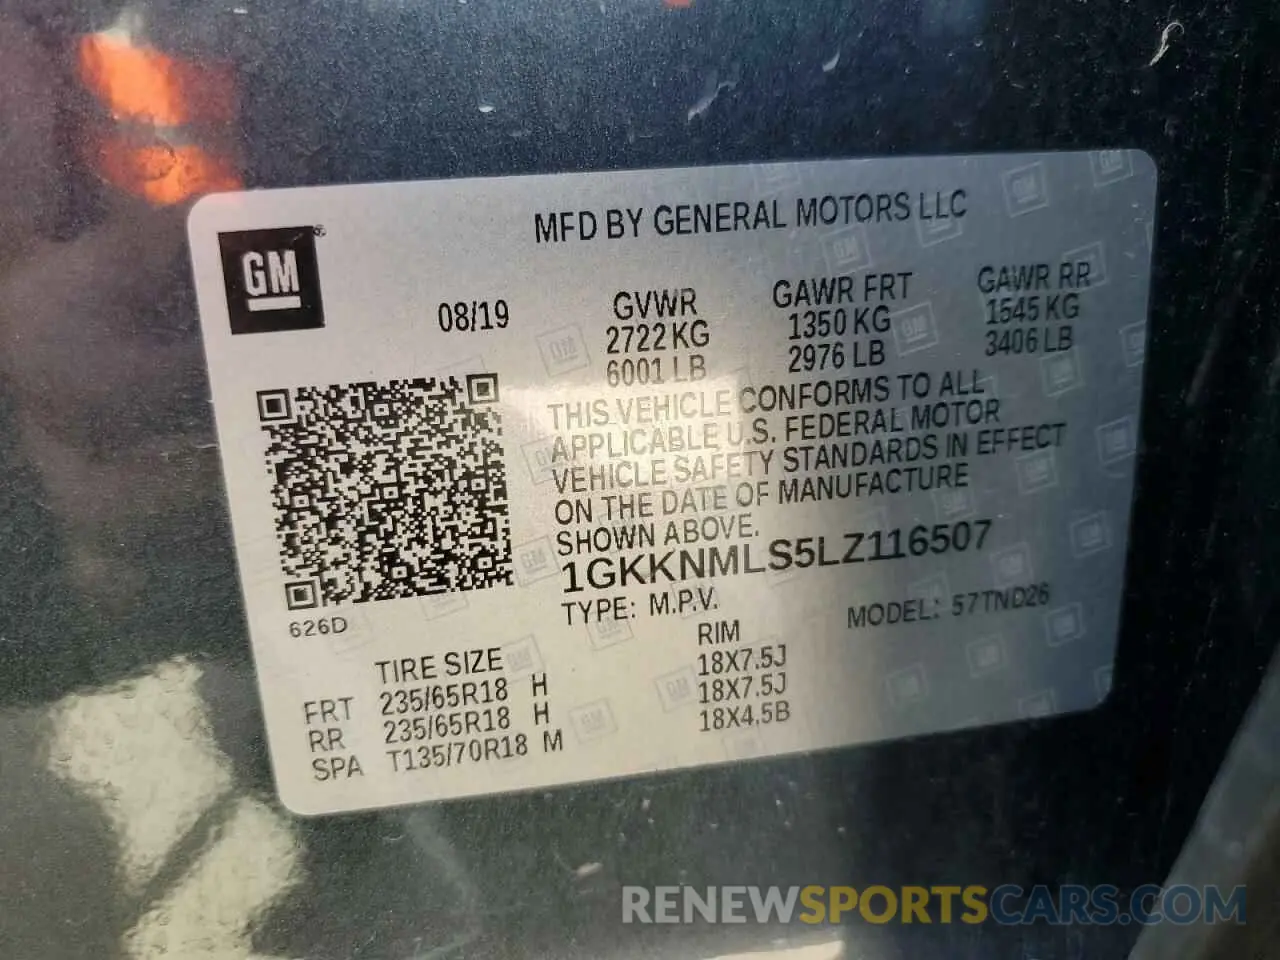 MFD BY GENERAL MOTORS LLC
GM
08/19
GVWR
2722 KG
6001 LB
GAWR FRT
1350 KG
2976 LB
GAWR RR
1545 KG
3406 LB
THIS VEHICLE CONFORMS TO ALL
APPLICABLE U.S. FEDERAL MOTOR
VEHICLE SAFETY STANDARDS IN EFFECT
ON THE DATE OF MANUFACTURE
SHOWN ABOVE.
1GKKNMLS5LZ116507
TYPE: M.P.V.
MODEL: 57TND26
626D
TIRE SIZE RIM
FRT 235/65R18 H 18X7.5J
RR 235/65R18 H 18X7.5J
SPA T135/70R18 M 18X4.5B
RENEWSPORTSCARS.COM